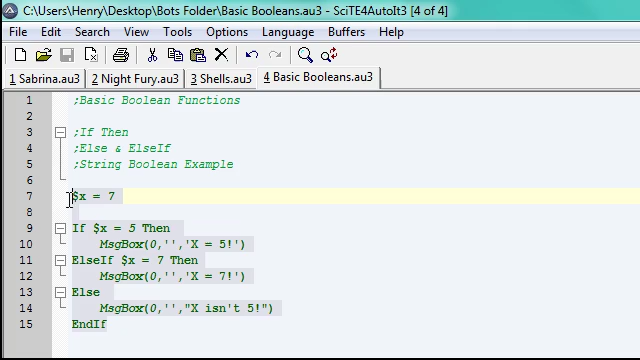 C:\Users\Henry\Desktop\Bots Folder\Basic Booleans.au3 - SciTE4AutoIt3 [4 of 4]
File Edit Search View Tools Options Language Buffers Help
1 Sabrina.au3 2 Night Fury.au3 3 Shells.au3 4 Basic Booleans.au3
1 ;Basic Boolean Functions
2
3 ;If Then
4 ;Else & ElseIf
5 ;String Boolean Example
6
7 $x = 7
8
9 If $x = 5 Then
10 MsgBox(0,'','X = 5!')
11 ElseIf $x = 7 Then
12 MsgBox(0,'','X = 7!')
13 Else
14 MsgBox(0,'',"X isn't 5!")
15 EndIf